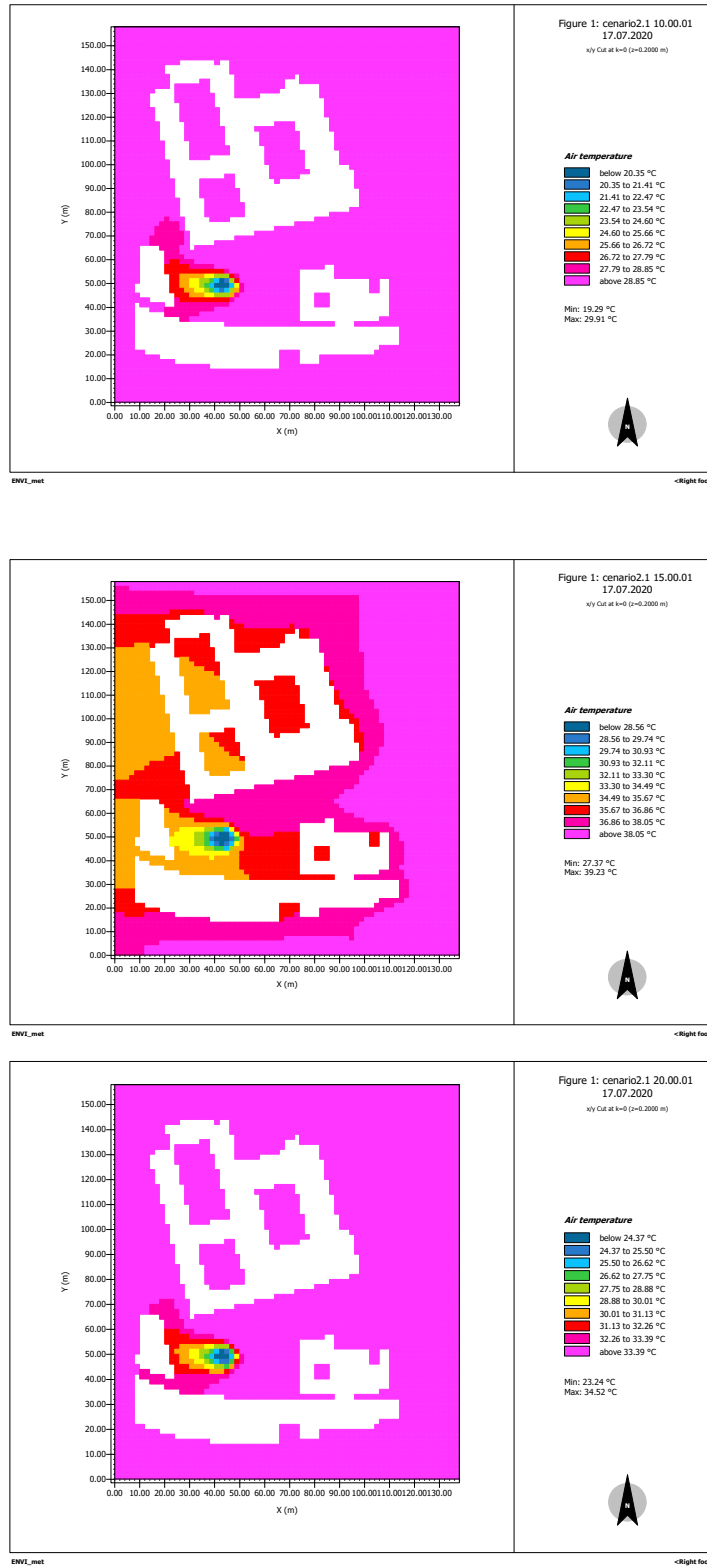 Figure 1: cenario2.1 10.00.01
17.07.2020
x/y Cut at k=0 (z=0.2000 m)
150.00
140.00
130.00
120.00
110.00
100.00
90.00
80.00
70.00
60.00
50.00
40.00
30.00
20.00
10.00
0.00
Y (m)
0.00 10.00 20.00 30.00 40.00 50.00 60.00 70.00 80.00 90.00 100.00110.00120.00130.00
X (m)
Air temperature
below 20.35 °C
20.35 to 21.41 °C
21.41 to 22.47 °C
22.47 to 23.54 °C
23.54 to 24.60 °C
24.60 to 25.66 °C
25.66 to 26.72 °C
26.72 to 27.79 °C
27.79 to 28.85 °C
above 28.85 °C
Min: 19.29 °C
Max: 29.91 °C
N
ENVI_met
<Right foo
Figure 1: cenario2.1 15.00.01
17.07.2020
x/y Cut at k=0 (z=0.2000 m)
150.00
140.00
130.00
120.00
110.00
100.00
90.00
80.00
70.00
60.00
50.00
40.00
30.00
20.00
10.00
0.00
Y (m)
0.00 10.00 20.00 30.00 40.00 50.00 60.00 70.00 80.00 90.00 100.00110.00120.00130.00
X (m)
Air temperature
below 28.56 °C
28.56 to 29.74 °C
29.74 to 30.93 °C
30.93 to 32.11 °C
32.11 to 33.30 °C
33.30 to 34.49 °C
34.49 to 35.67 °C
35.67 to 36.86 °C
36.86 to 38.05 °C
above 38.05 °C
Min: 27.37 °C
Max: 39.23 °C
N
ENVI_met
<Right foo
Figure 1: cenario2.1 20.00.01
17.07.2020
x/y Cut at k=0 (z=0.2000 m)
150.00
140.00
130.00
120.00
110.00
100.00
90.00
80.00
70.00
60.00
50.00
40.00
30.00
20.00
10.00
0.00
Y (m)
0.00 10.00 20.00 30.00 40.00 50.00 60.00 70.00 80.00 90.00 100.00110.00120.00130.00
X (m)
Air temperature
below 24.37 °C
24.37 to 25.50 °C
25.50 to 26.62 °C
26.62 to 27.75 °C
27.75 to 28.88 °C
28.88 to 30.01 °C
30.01 to 31.13 °C
31.13 to 32.26 °C
32.26 to 33.39 °C
above 33.39 °C
Min: 23.24 °C
Max: 34.52 °C
N
ENVI_met
<Right foo